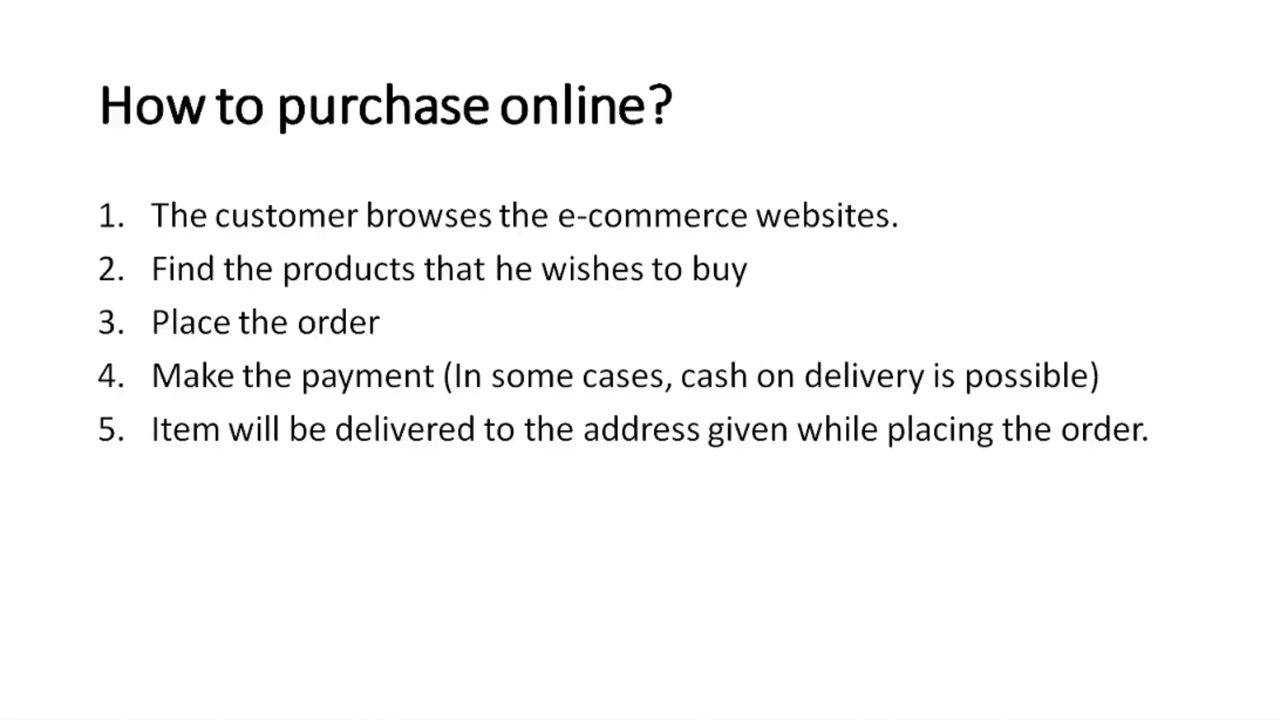 How to purchase online?
1. The customer browses the e-commerce websites.
2. Find the products that he wishes to buy
3. Place the order
4. Make the payment (In some cases, cash on delivery is possible)
5. Item will be delivered to the address given while placing the order.